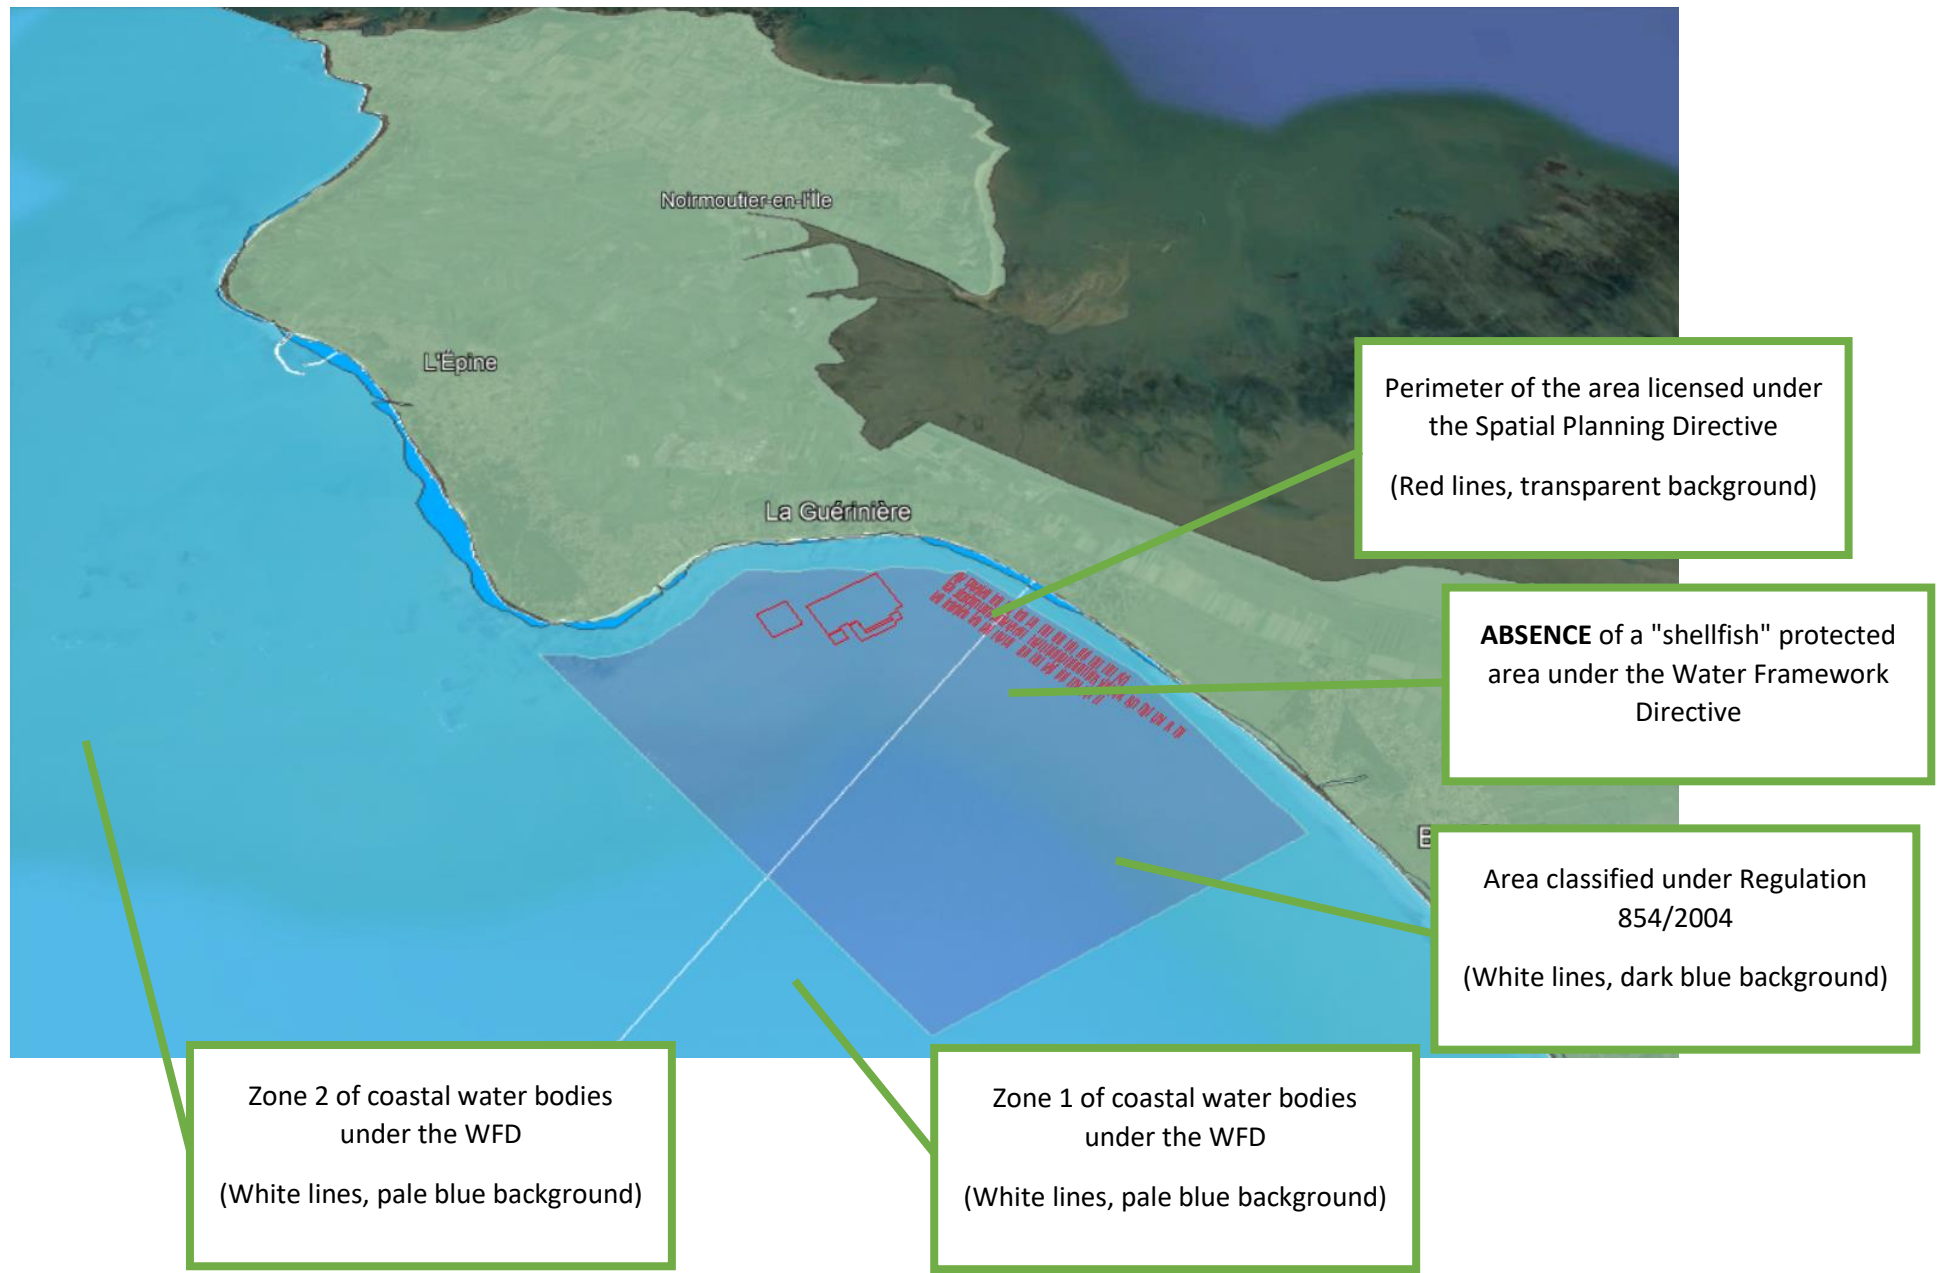 Noirmoutier-en-l'Île
L'Épine
La Guérinière
Perimeter of the area licensed under
the Spatial Planning Directive
(Red lines, transparent background)
ABSENCE of a "shellfish" protected
area under the Water Framework
Directive
Area classified under Regulation
854/2004
(White lines, dark blue background)
Zone 2 of coastal water bodies
under the WFD
(White lines, pale blue background)
Zone 1 of coastal water bodies
under the WFD
(White lines, pale blue background)